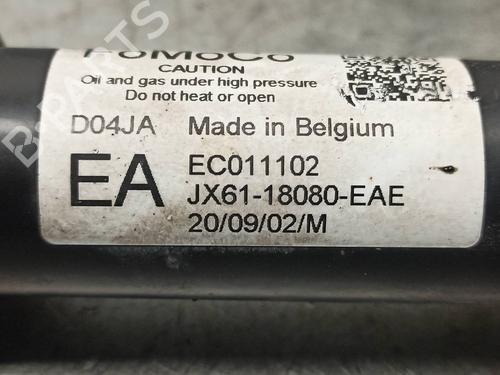 FoMoCo
CAUTION
Oil and gas under high pressure
Do not heat or open
D04JA Made in Belgium
EA
EC011102
JX61-18080-EAE
20/09/02/M
B-PARTS